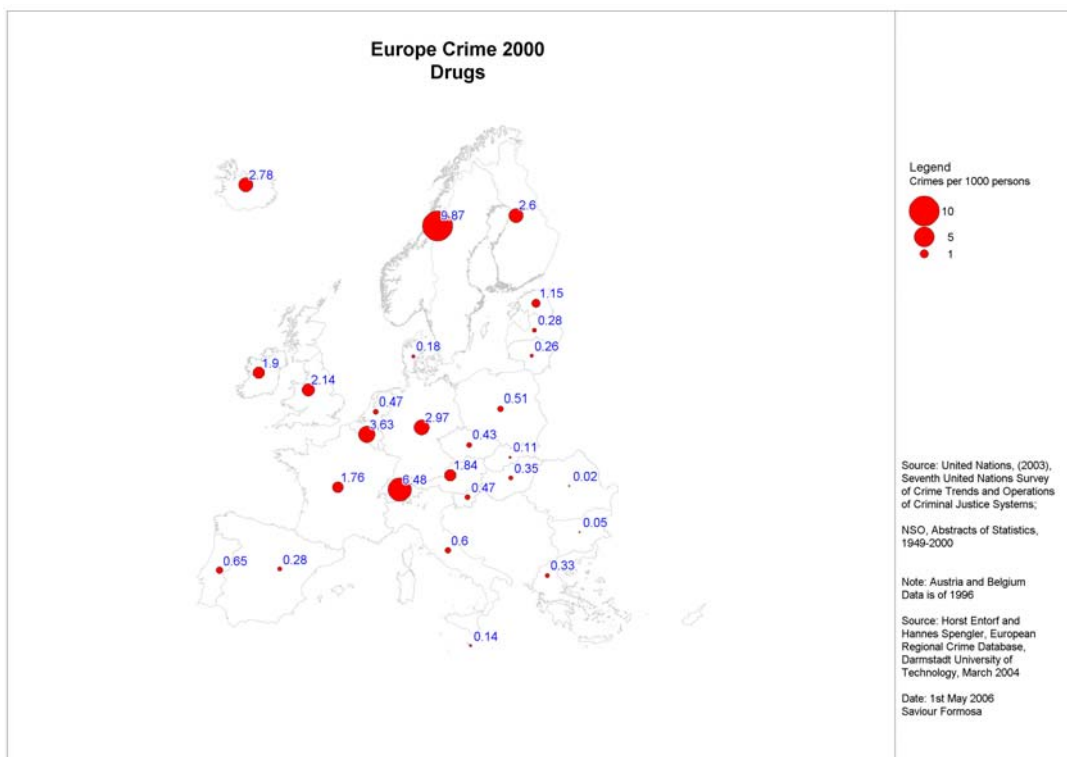 Europe Crime 2000
Drugs
2.78
9.87
2.6
1.15
0.28
0.26
0.18
1.9
2.14
0.47
0.51
3.63
2.97
0.43
0.11
1.84
0.35
1.76
6.48
0.47
0.02
0.05
0.6
0.65
0.28
0.33
0.14
Legend
Crimes per 1000 persons
10
5
1
Source: United Nations, (2003),
Seventh United Nations Survey
of Crime Trends and Operations
of Criminal Justice Systems;
NSO, Abstracts of Statistics,
1949-2000
Note: Austria and Belgium
Data is of 1996
Source: Horst Entorf and
Hannes Spengler, European
Regional Crime Database,
Darmstadt University of
Technology, March 2004
Date: 1st May 2006
Saviour Formosa